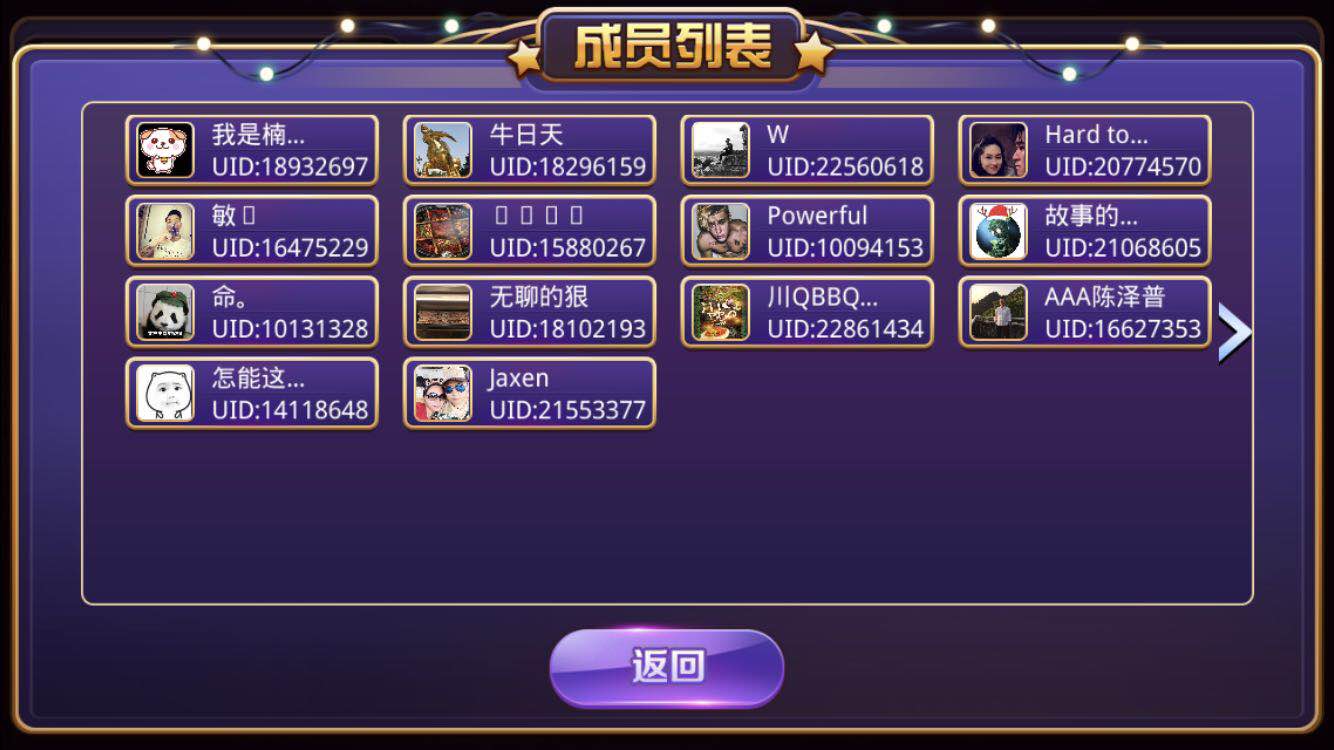 成员列表
我是楠...
UID:18932697
牛日天
UID:18296159
W
UID:22560618
Hard to...
UID:20774570
敏
UID:16475229
UID:15880267
Powerful
UID:10094153
故事的...
UID:21068605
命。
UID:10131328
无聊的狠
UID:18102193
川QBBQ...
UID:22861434
AAA陈泽普
UID:16627353
怎能这...
UID:14118648
Jaxen
UID:21553377
返回